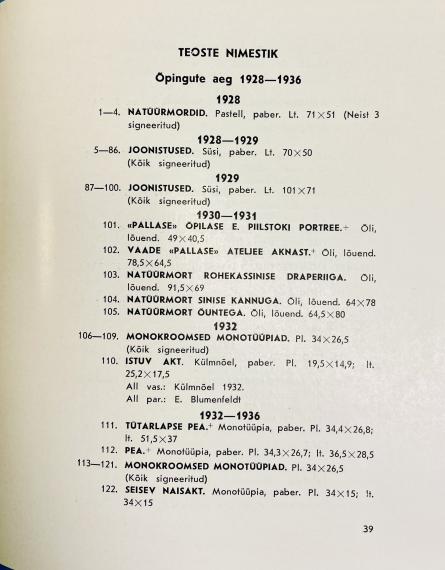 TEOSTE NIMESTIK
Õpingute aeg 1928—1936
1928
1—4. NATÜÜRMORDID. Pastell, paber. Lt. 71×51 (Neist 3
signeeritud)
1928—1929
5—86. JOONISTUSED. Süsi, paber. Lt. 70×50
(Kõik signeeritud)
1929
87—100. JOONISTUSED. Süsi, paber. Lt. 101×71
(Kõik signeeritud)
1930—1931
101. «PALLASE» ÕPILASE E. PIILSTOKI PORTREE.+ Õli,
lõuend. 49×40,5
102. VAADE «PALLASE» ATELJEE AKNAST.+ Õli, lõuend.
78,5×64,5
103. NATÜÜRMORT ROHEKASSINISE DRAPERIIGA. Õli,
lõuend. 91,5×69
104. NATÜÜRMORT SINISE KANNUGA. Õli, lõuend. 64×78
105. NATÜÜRMORT ÕUNTEGA. Õli, lõuend. 64,5×80
1932
106—109. MONOKROOMSED MONOTÜÜPIAD. Pl. 34×26,5
(Kõik signeeritud)
110. ISTUV AKT. Külmnõel, paber. Pl. 19,5×14,9; lt.
25,2×17,5
All vas.: Külmnõel 1932.
All par.: E. Blumenfeldt
1932—1936
111. TÜTARLAPSE PEA.+ Monotüüpia, paber. Pl. 34,4×26,8;
lt. 51,5×37
112. PEA.+ Monotüüpia, paber. Pl. 34,3×26,7; lt. 36,5×28,5
113—121. MONOKROOMSED MONOTÜÜPIAD. Pl. 34×26,5
(Kõik signeeritud)
122. SEISEV NAISAKT. Monotüüpia, paber. Pl. 34×15; lt.
34×15
39